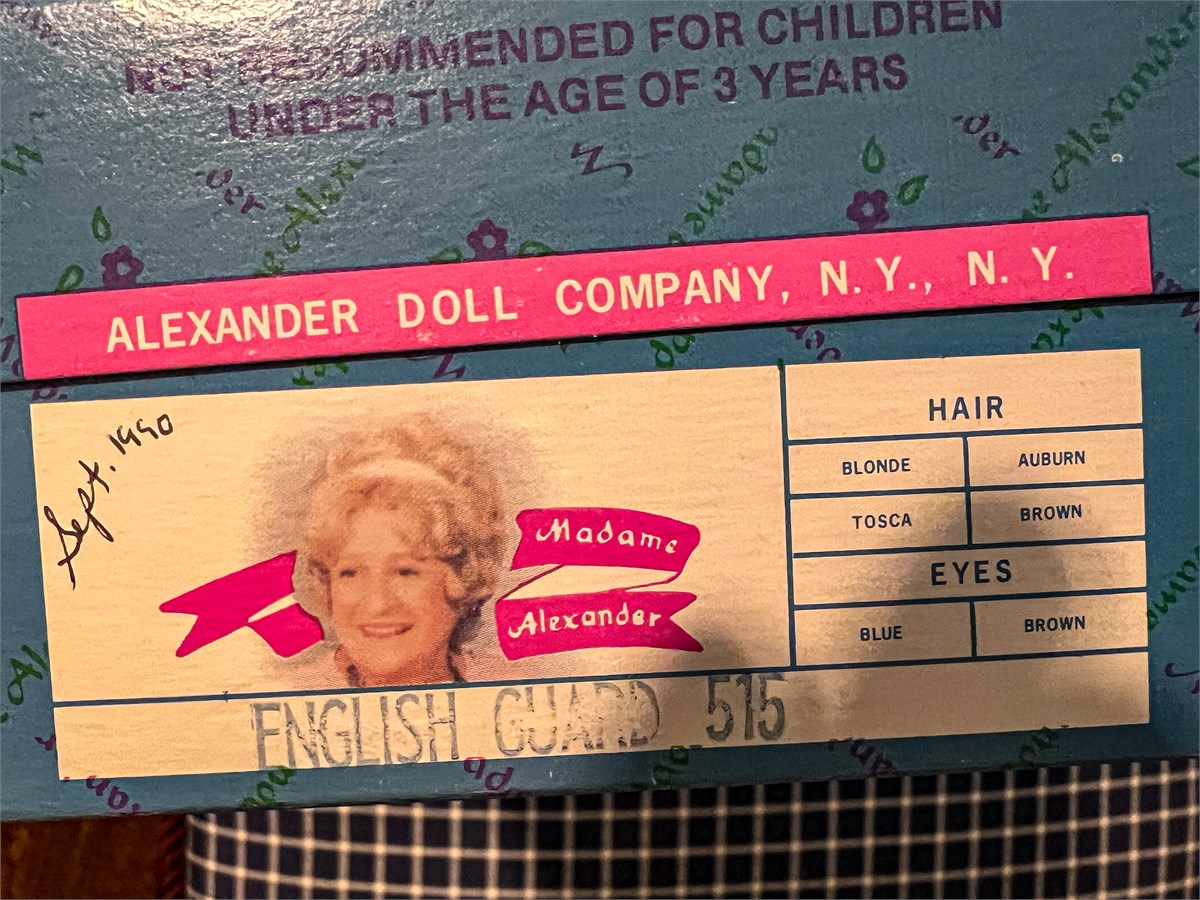 NOT RECOMMENDED FOR CHILDREN
UNDER THE AGE OF 3 YEARS
ALEXANDER DOLL COMPANY, N. Y., N. Y.
Sept. 1990
Madame
Alexander
HAIR
BLONDE AUBURN
TOSCA BROWN
EYES
BLUE BROWN
ENGLISH GUARD 515